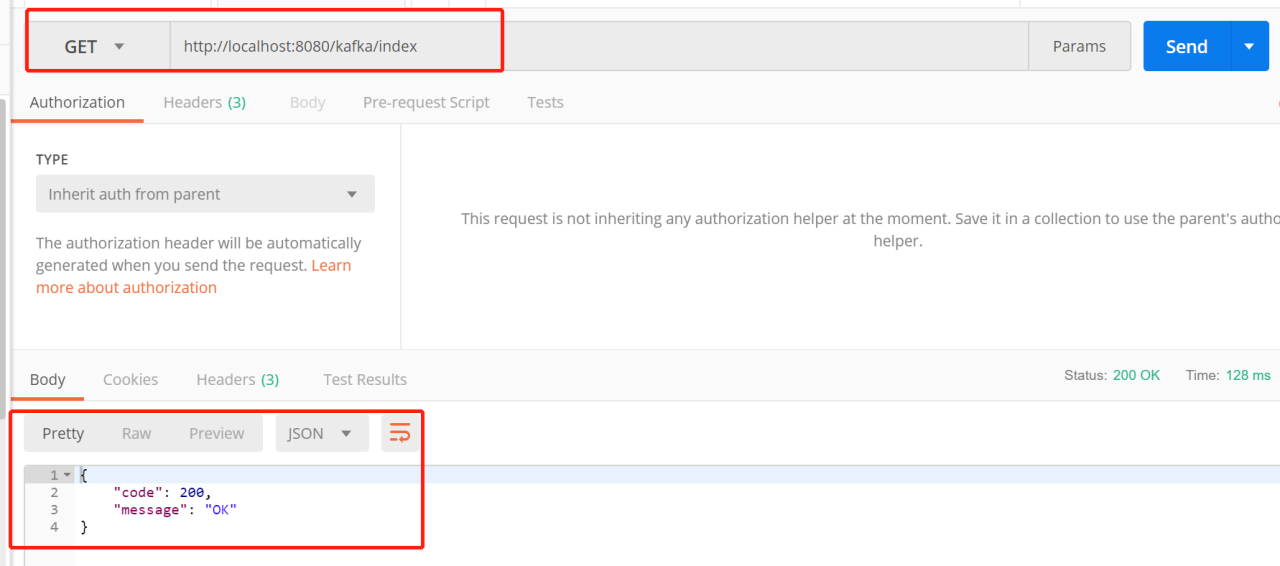 GET http://localhost:8080/kafka/index Params Send
Authorization Headers (3) Body Pre-request Script Tests
TYPE
Inherit auth from parent
This request is not inheriting any authorization helper at the moment. Save it in a collection to use the parent's autho
helper.
The authorization header will be automatically
generated when you send the request. Learn
more about authorization
Body Cookies Headers (3) Test Results Status: 200 OK Time: 128 ms
Pretty Raw Preview JSON
1 {
2 "code": 200,
3 "message": "OK"
4 }